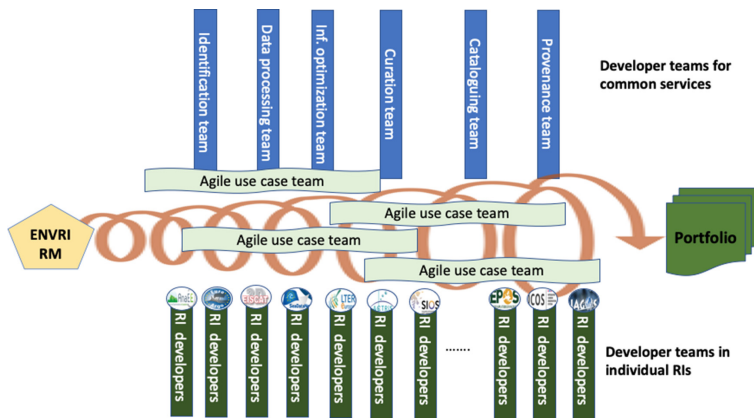 Identification team
Data processing team
Inf. optimization team
Curation team
Cataloguing team
Provenance team
Developer teams for
common services
Agile use case team
Agile use case team
Agile use case team
Agile use case team
ENVRI
RM
Portfolio
AnaEE
EISCAT
LTER
SIOS
EPOS
ICOS
IAGOS
RI developers
RI developers
RI developers
RI developers
RI developers
RI developers
RI developers
.......
RI developers
RI developers
RI developers
Developer teams in
individual RIs